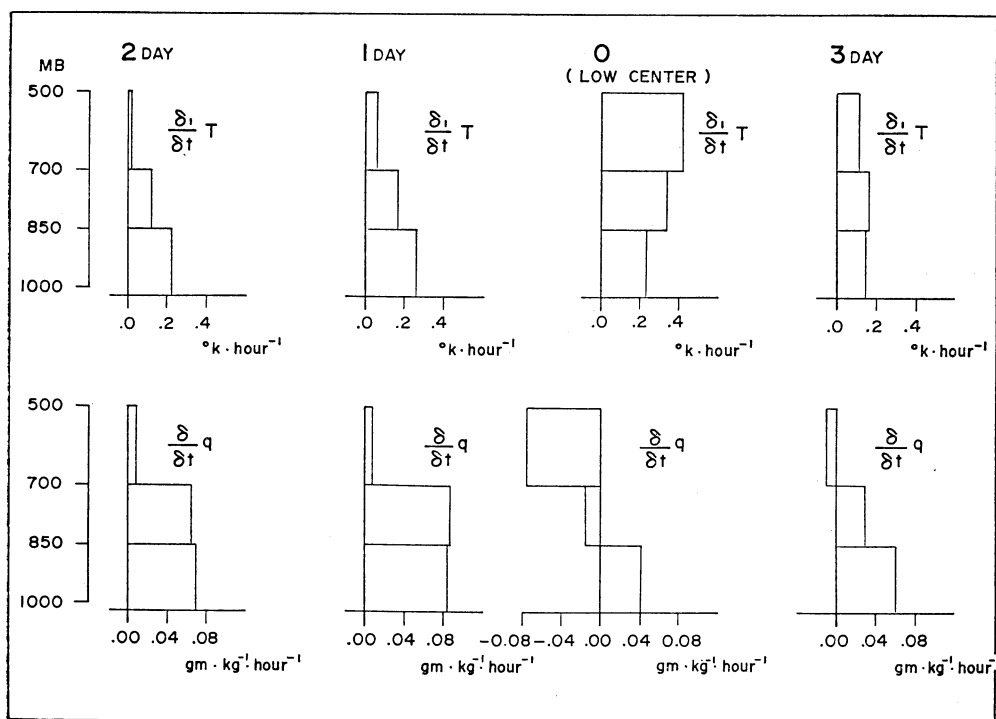 2 DAY 1 DAY 0 3 DAY
(LOW CENTER)
MB
500
700
850
1000
δ₁/δt T δ₁/δt T δ₁/δt T δ₁/δt T
.0 .2 .4 .0 .2 .4 .0 .2 .4 .0 .2 .4
°k·hour⁻¹ °k·hour⁻¹ °k·hour⁻¹ °k·hour⁻¹
500
700
850
1000
δ/δt q δ/δt q δ/δt q δ/δt q
.00 .04 .08 .00 .04 .08 -0.08 -.04 .00 0.08 .00 .04 .08
gm·kg⁻¹·hour⁻¹ gm·kg⁻¹·hour⁻¹ gm·kg⁻¹·hour⁻¹ gm·kg⁻¹·hour⁻¹